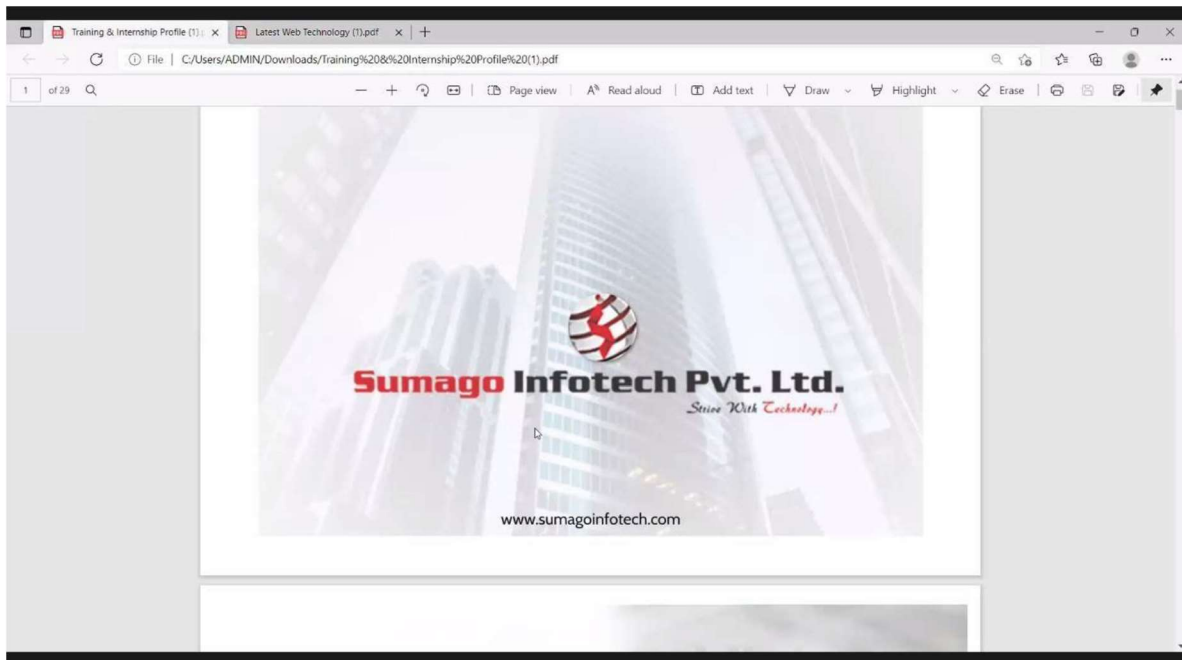 Training & Internship Profile (1).
Latest Web Technology (1).pdf
File | C:/Users/ADMIN/Downloads/Training%20&%20Internship%20Profile%20(1).pdf
1 of 29 Page view Read aloud Add text Draw Highlight Erase
Sumago Infotech Pvt. Ltd.
Strive With Technology...!
www.sumagoinfotech.com